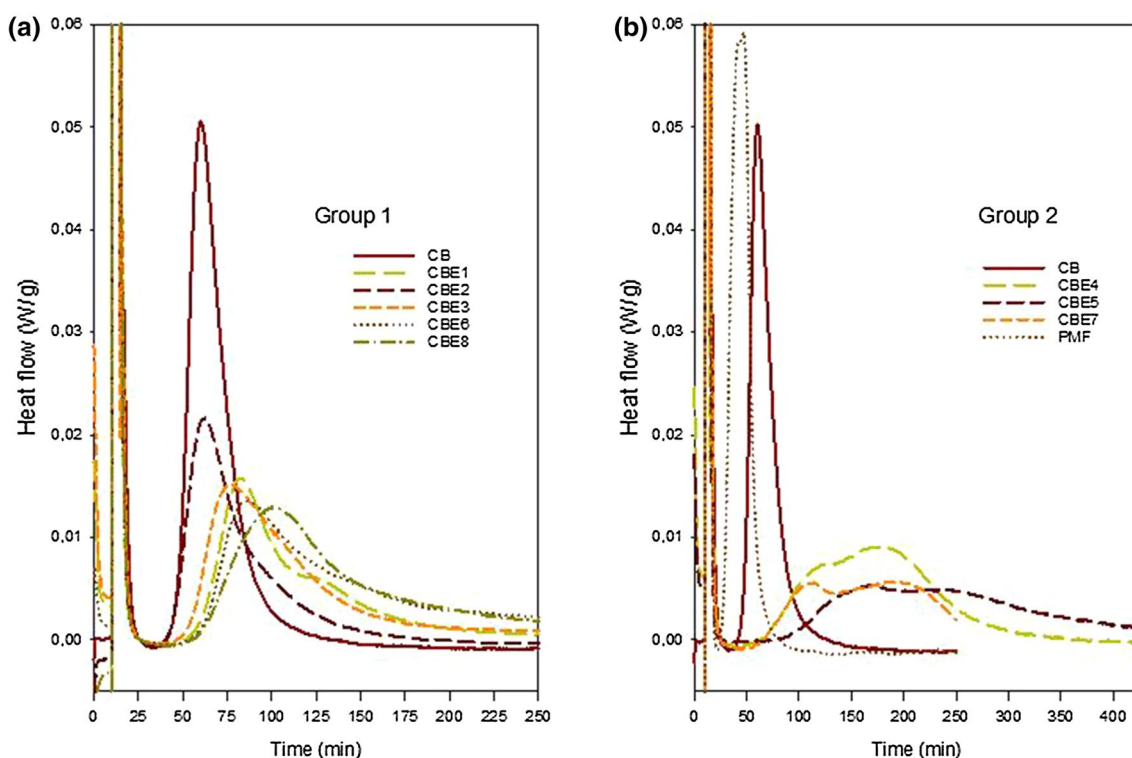 (a)
0.06
0.05
0.04
0.03
0.02
0.01
0.00
Heat flow (W/g)
Group 1
CB
CBE1
CBE2
CBE3
CBE6
CBE8
0 25 50 75 100 125 150 175 200 225 250
Time (min)
(b)
0.06
0.05
0.04
0.03
0.02
0.01
0.00
Heat flow (W/g)
Group 2
CB
CBE4
CBE5
CBE7
PMF
0 50 100 150 200 250 300 350 400
Time (min)